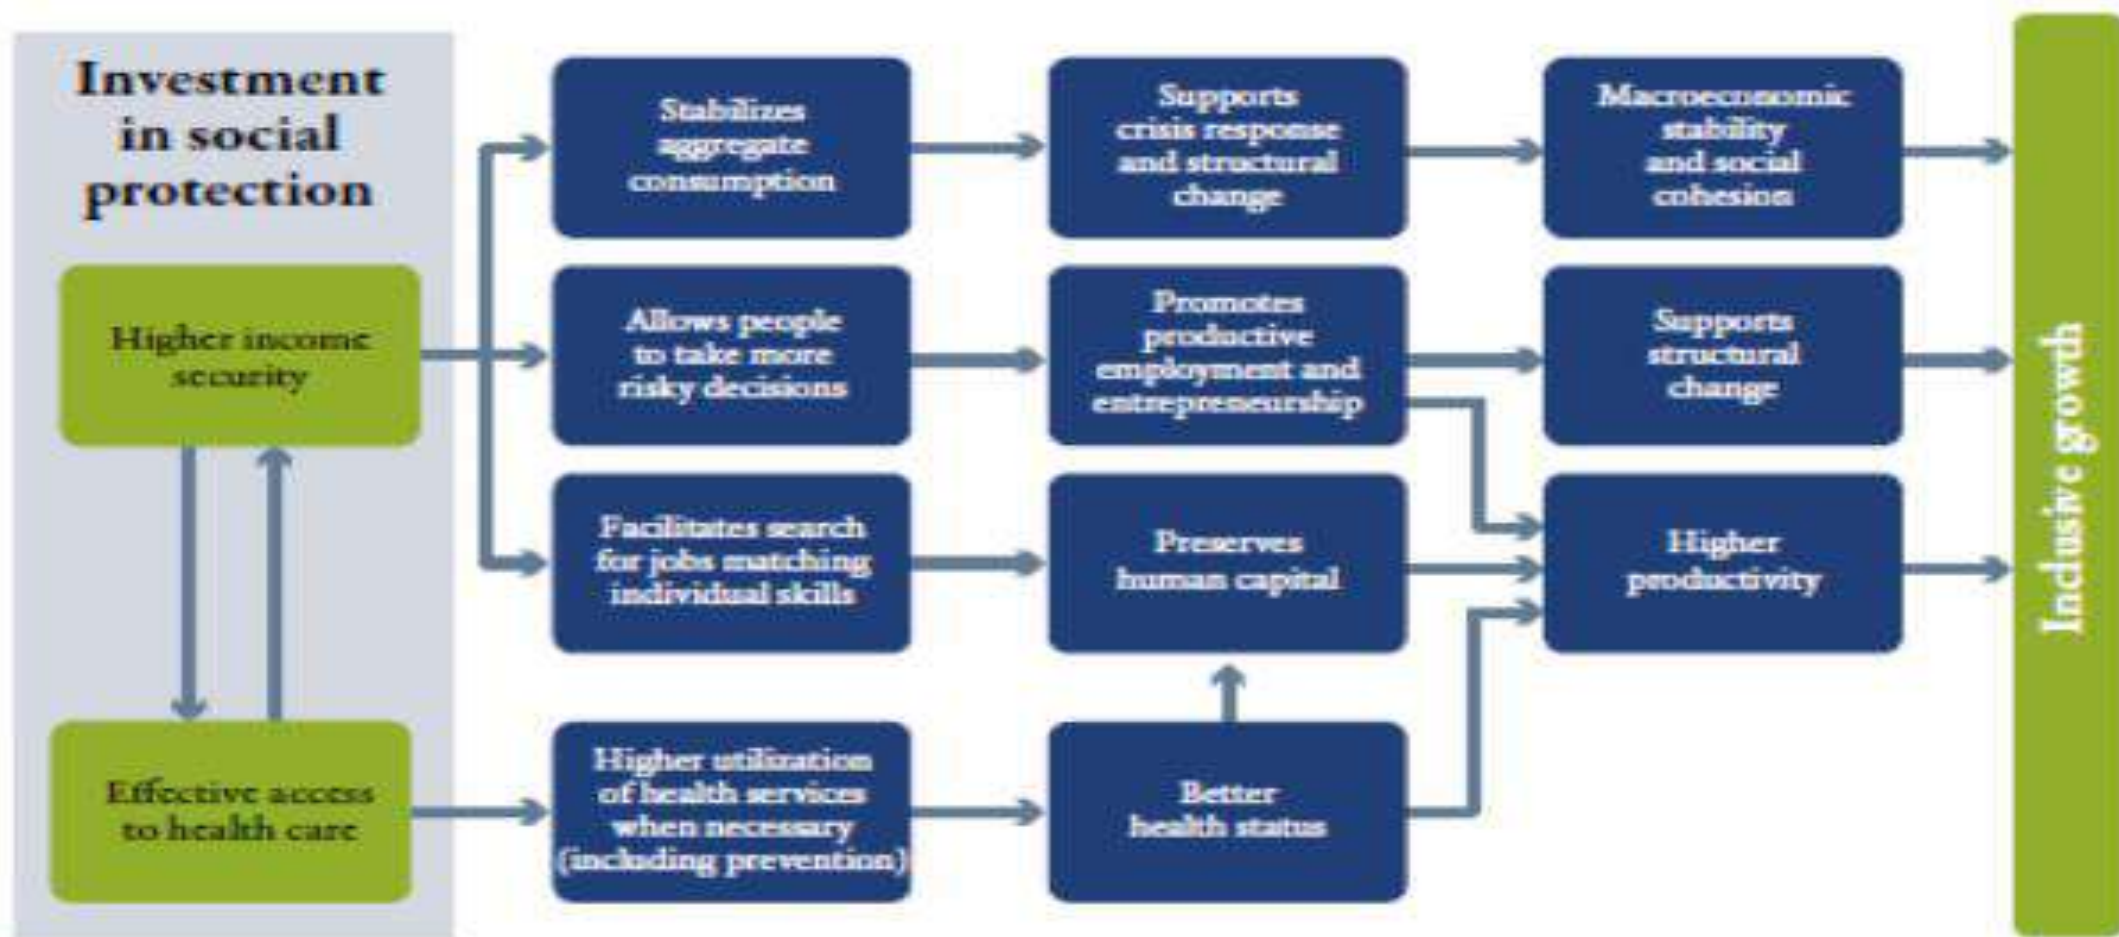 Investment
in social
protection
Higher income
security
Effective access
to health care
Stabilizes
aggregate
consumption
Supports
crisis response
and structural
change
Macroeconomic
stability
and social
cohesion
Allows people
to take more
risky decisions
Promotes
productive
employment and
entrepreneurship
Supports
structural
change
Facilitates search
for jobs matching
individual skills
Preserves
human capital
Higher
productivity
Higher utilization
of health services
when necessary
(including prevention)
Better
health status
Inclusive growth